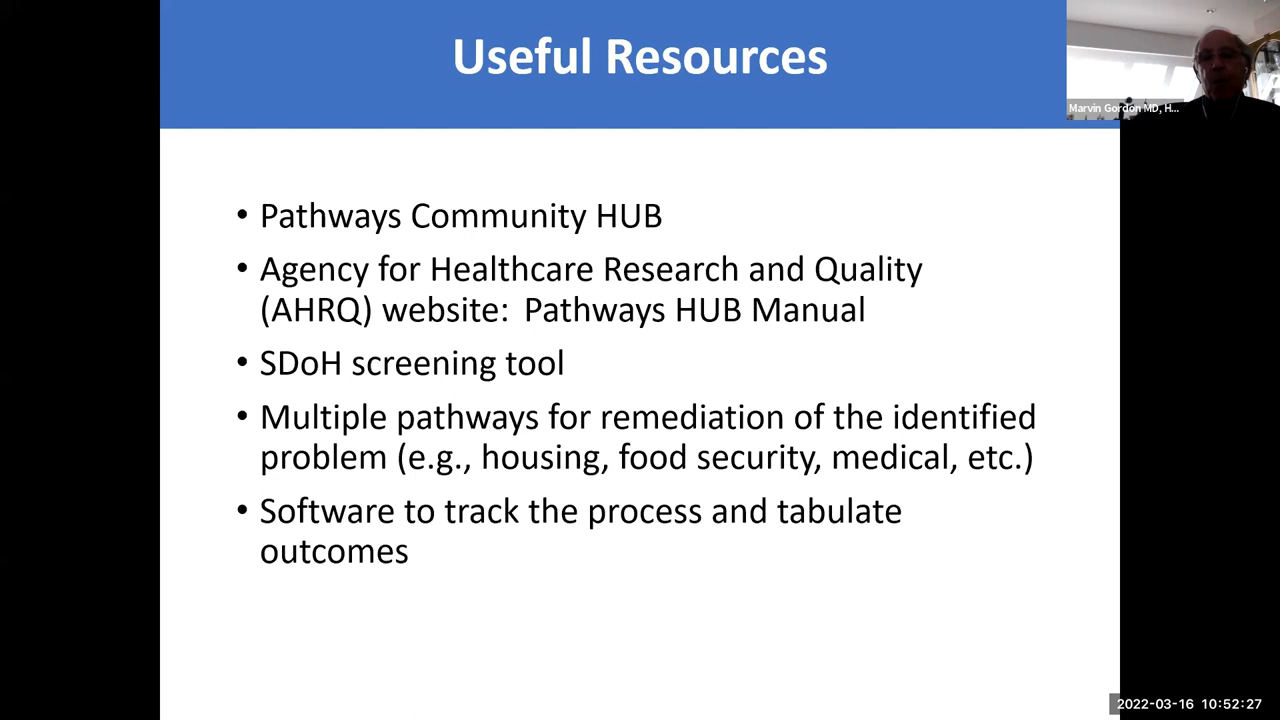 Useful Resources
Marvin Gordon MD, H...
• Pathways Community HUB
• Agency for Healthcare Research and Quality
(AHRQ) website:  Pathways HUB Manual
• SDoH screening tool
• Multiple pathways for remediation of the identified
problem (e.g., housing, food security, medical, etc.)
• Software to track the process and tabulate
outcomes
2022-03-16 10:52:27